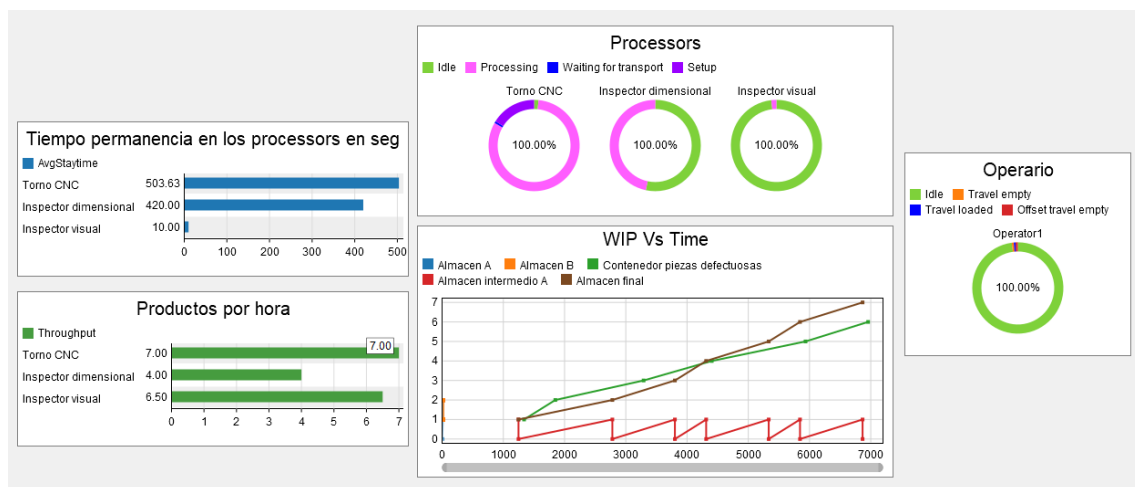 Processors
Idle Processing Waiting for transport Setup
Torno CNC Inspector dimensional Inspector visual
100.00% 100.00% 100.00%
Tiempo permanencia en los processors en seg
AvgStaytime
Torno CNC 503.63
Inspector dimensional 420.00
Inspector visual 10.00
0 100 200 300 400 500
Productos por hora
Throughput
7.00
Torno CNC 7.00
Inspector dimensional 4.00
Inspector visual 6.50
0 1 2 3 4 5 6 7
WIP Vs Time
Almacen A Almacen B Contenedor piezas defectuosas
Almacen intermedio A Almacen final
7
6
5
4
3
2
1
0
0 1000 2000 3000 4000 5000 6000 7000
Operario
Idle Travel empty
Travel loaded Offset travel empty
Operator1
100.00%